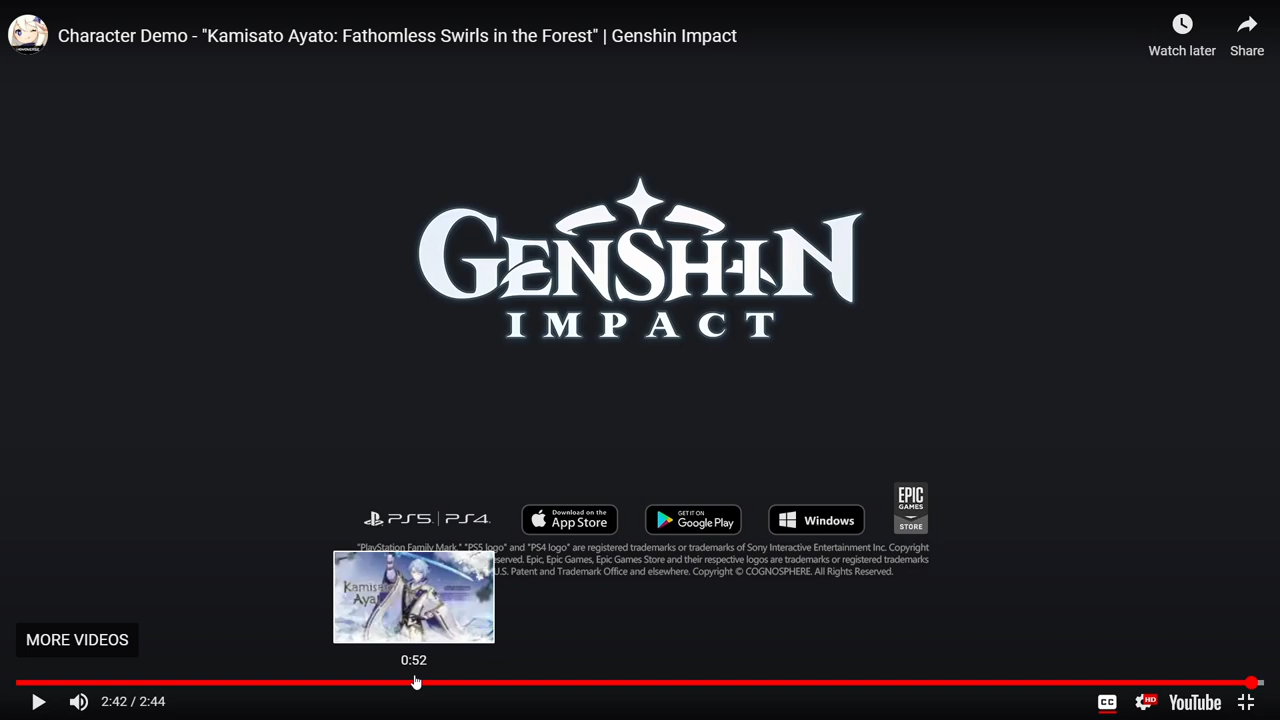 Character Demo - "Kamisato Ayato: Fathomless Swirls in the Forest" | Genshin Impact
Watch later
Share
GENSHIN
IMPACT
PS5 | PS4
Download on the
App Store
GET IT ON
Google Play
Windows
EPIC
GAMES
STORE
"PlayStation Family Mark," "PS5 logo" and "PS4 logo" are registered trademarks or trademarks of Sony Interactive Entertainment Inc. Copyright
Epic, Epic Games, Epic Games Store and their respective logos are trademarks or registered trademarks
U.S. Patent and Trademark Office and elsewhere. Copyright © COGNOSPHERE. All Rights Reserved.
MORE VIDEOS
0:52
2:42 / 2:44
CC
HD
YouTube